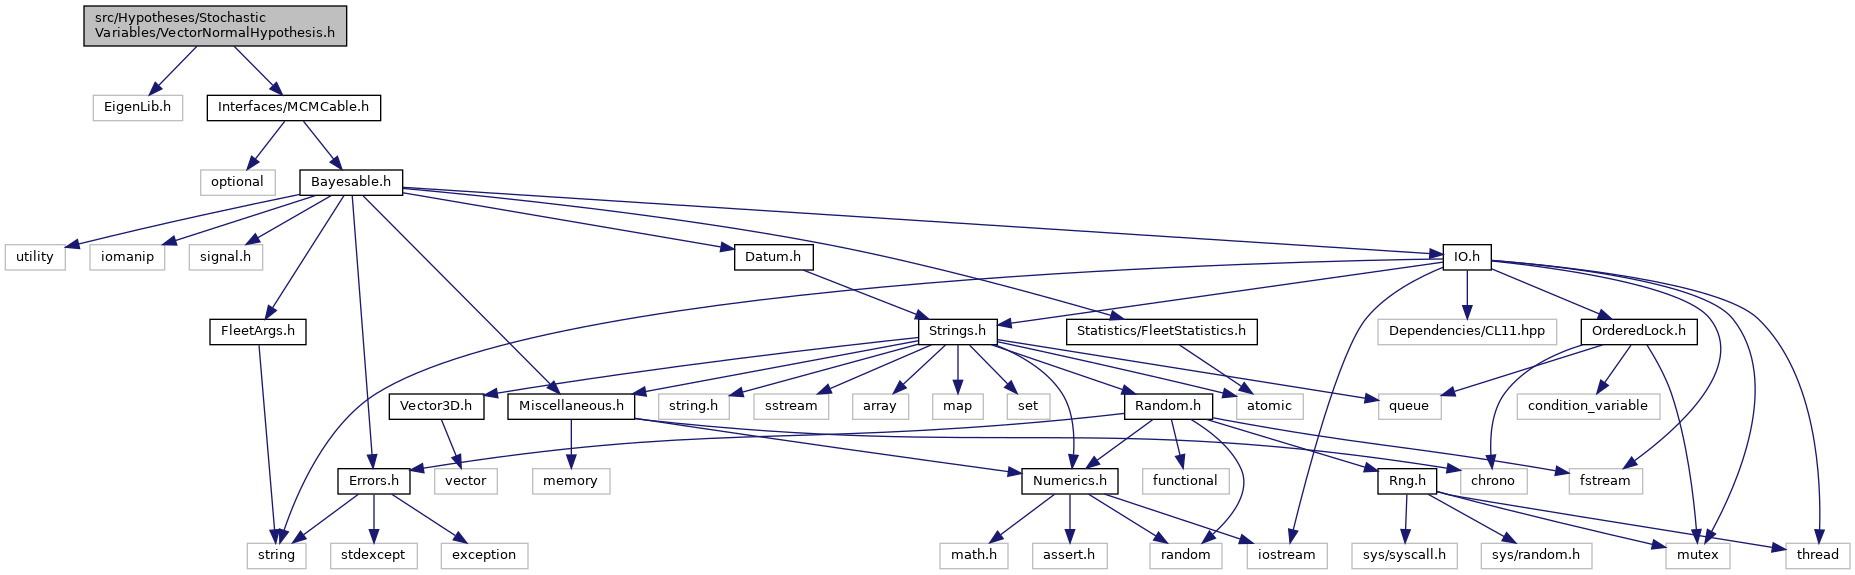 src/Hypotheses/Stochastic
Variables/VectorNormalHypothesis.h
EigenLib.h
Interfaces/MCMCable.h
optional
Bayesable.h
utility
iomanip
signal.h
Datum.h
IO.h
FleetArgs.h
Strings.h
Statistics/FleetStatistics.h
Dependencies/CL11.hpp
OrderedLock.h
Vector3D.h
Miscellaneous.h
string.h
sstream
array
map
set
Random.h
atomic
queue
condition_variable
Errors.h
vector
memory
Numerics.h
functional
Rng.h
chrono
fstream
string
stdexcept
exception
math.h
assert.h
random
iostream
sys/syscall.h
sys/random.h
mutex
thread